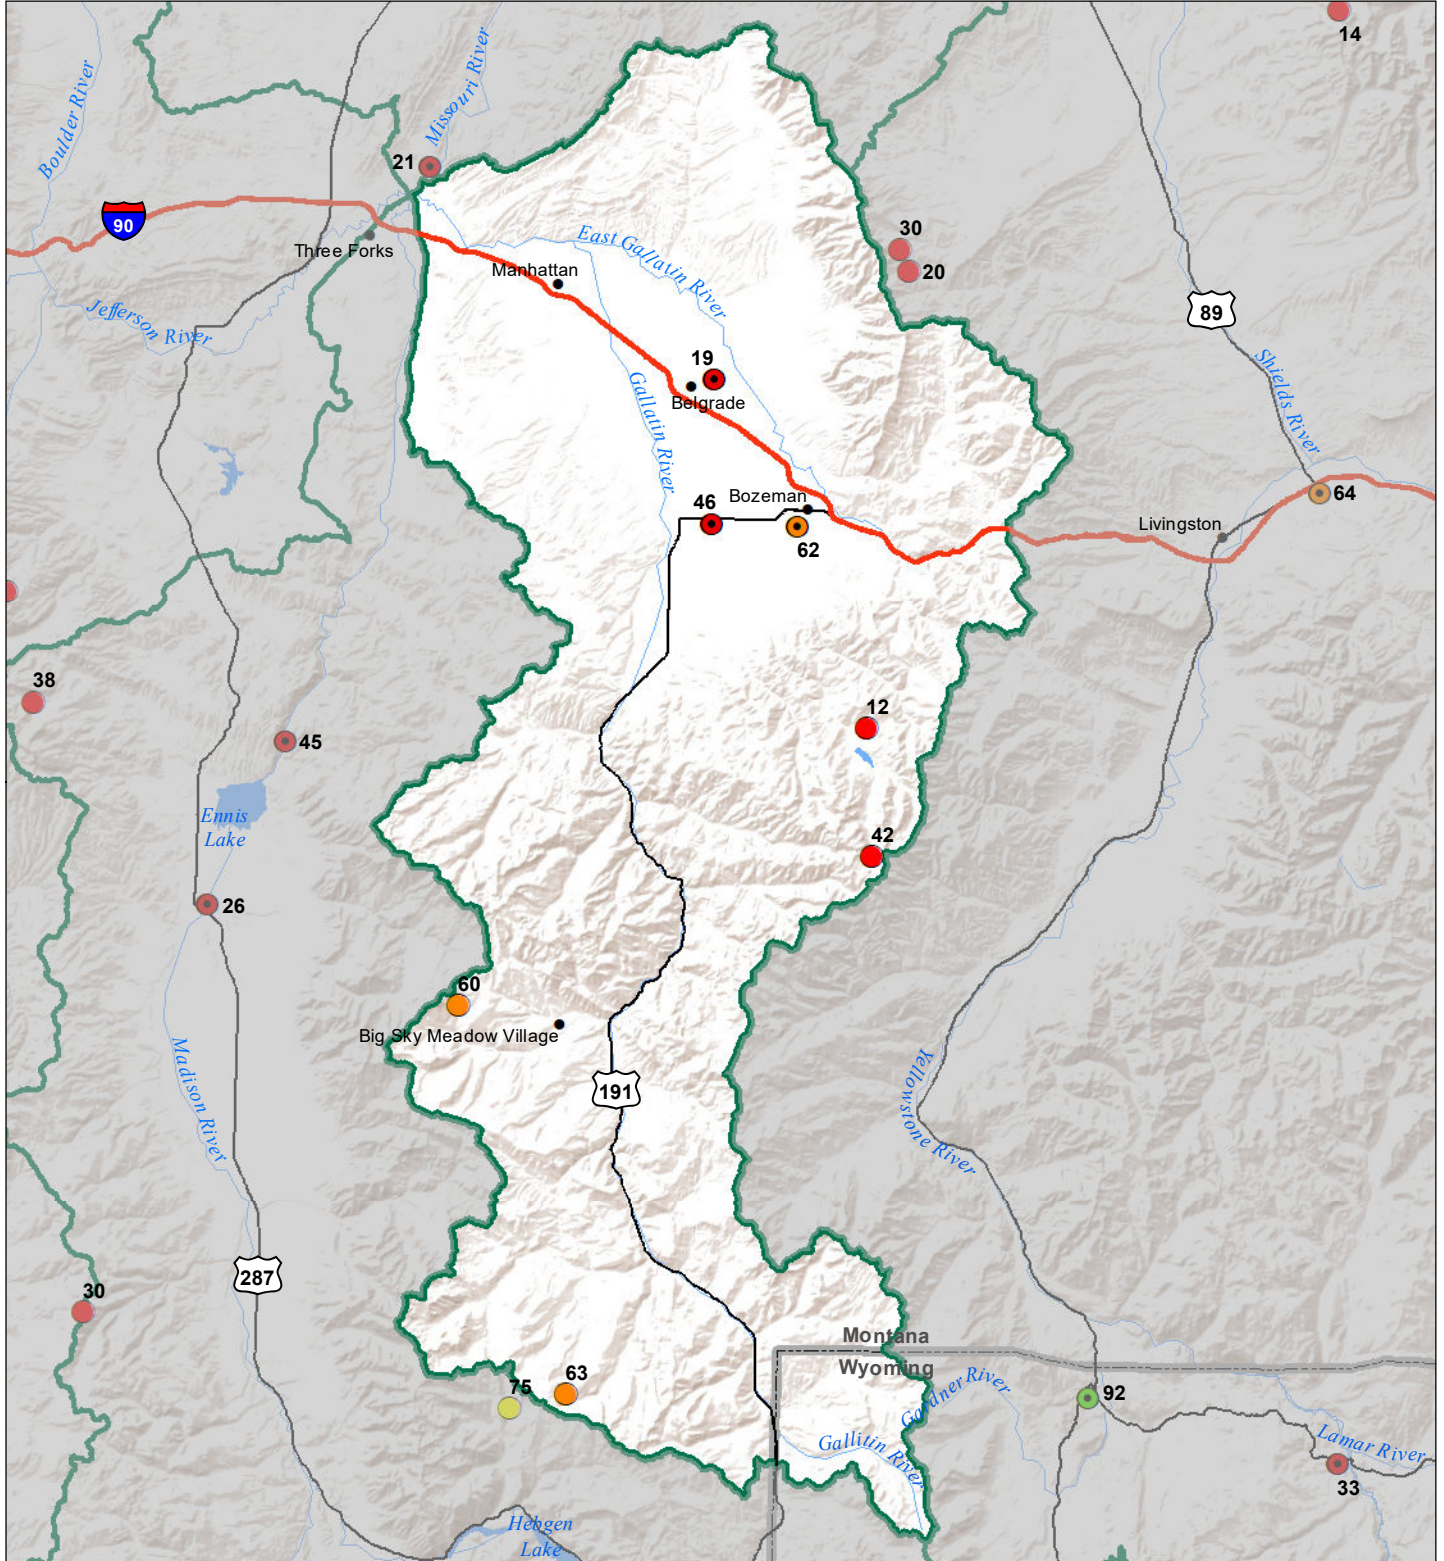 14
Boulder River
Missouri River
21
90
Three Forks
30
20
East Gallatin River
Manhattan
89
Jefferson River
19
Belgrade
Shields River
Gallatin River
Bozeman
46
62
64
Livingston
38
12
45
Ennis
Lake
42
26
60
Big Sky Meadow Village
191
Madison River
Yellowstone River
287
30
Montana
Wyoming
75
63
Gardner River
92
Gallitin River
Lamar River
33
Hebgen
Lake